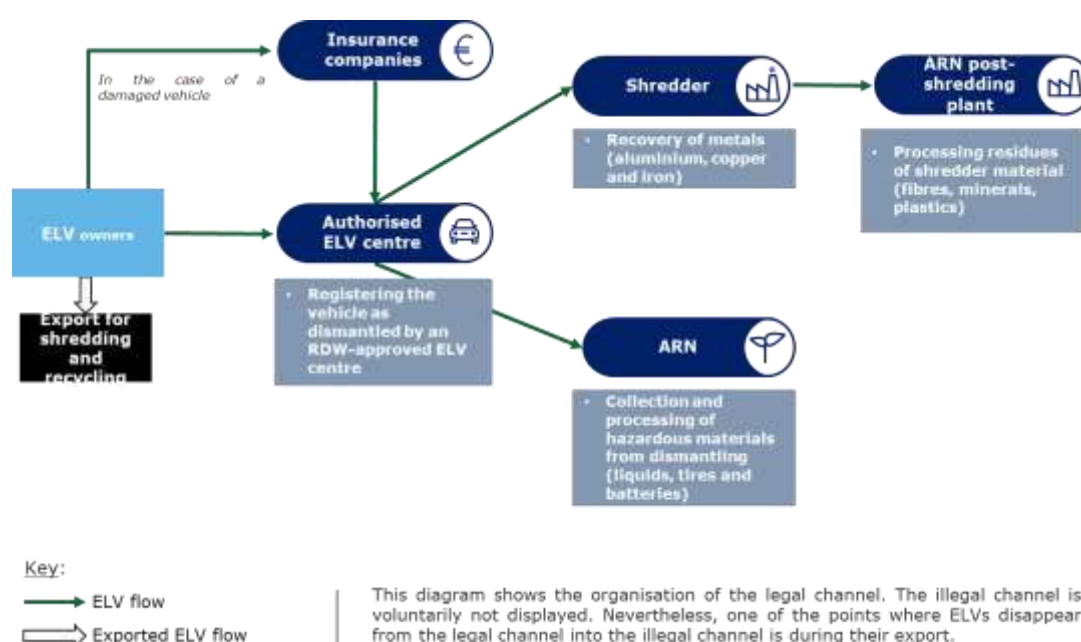 Insurance
companies
€
In the case of a
damaged vehicle
Shredder
ARN post-
shredding
plant
• Recovery of metals
(aluminium, copper
and iron)
• Processing residues
of shredder material
(fibres, minerals,
plastics)
ELV owners
Authorised
ELV centre
Export for
shredding
and
recycling
• Registering the
vehicle as
dismantled by an
RDW-approved ELV
centre
ARN
• Collection and
processing of
hazardous materials
from dismantling
(liquids, tires and
batteries)
Key:
ELV flow
Exported ELV flow
This diagram shows the organisation of the legal channel. The illegal channel is
voluntarily not displayed. Nevertheless, one of the points where ELVs disappear
from the legal channel into the illegal channel is during their export.